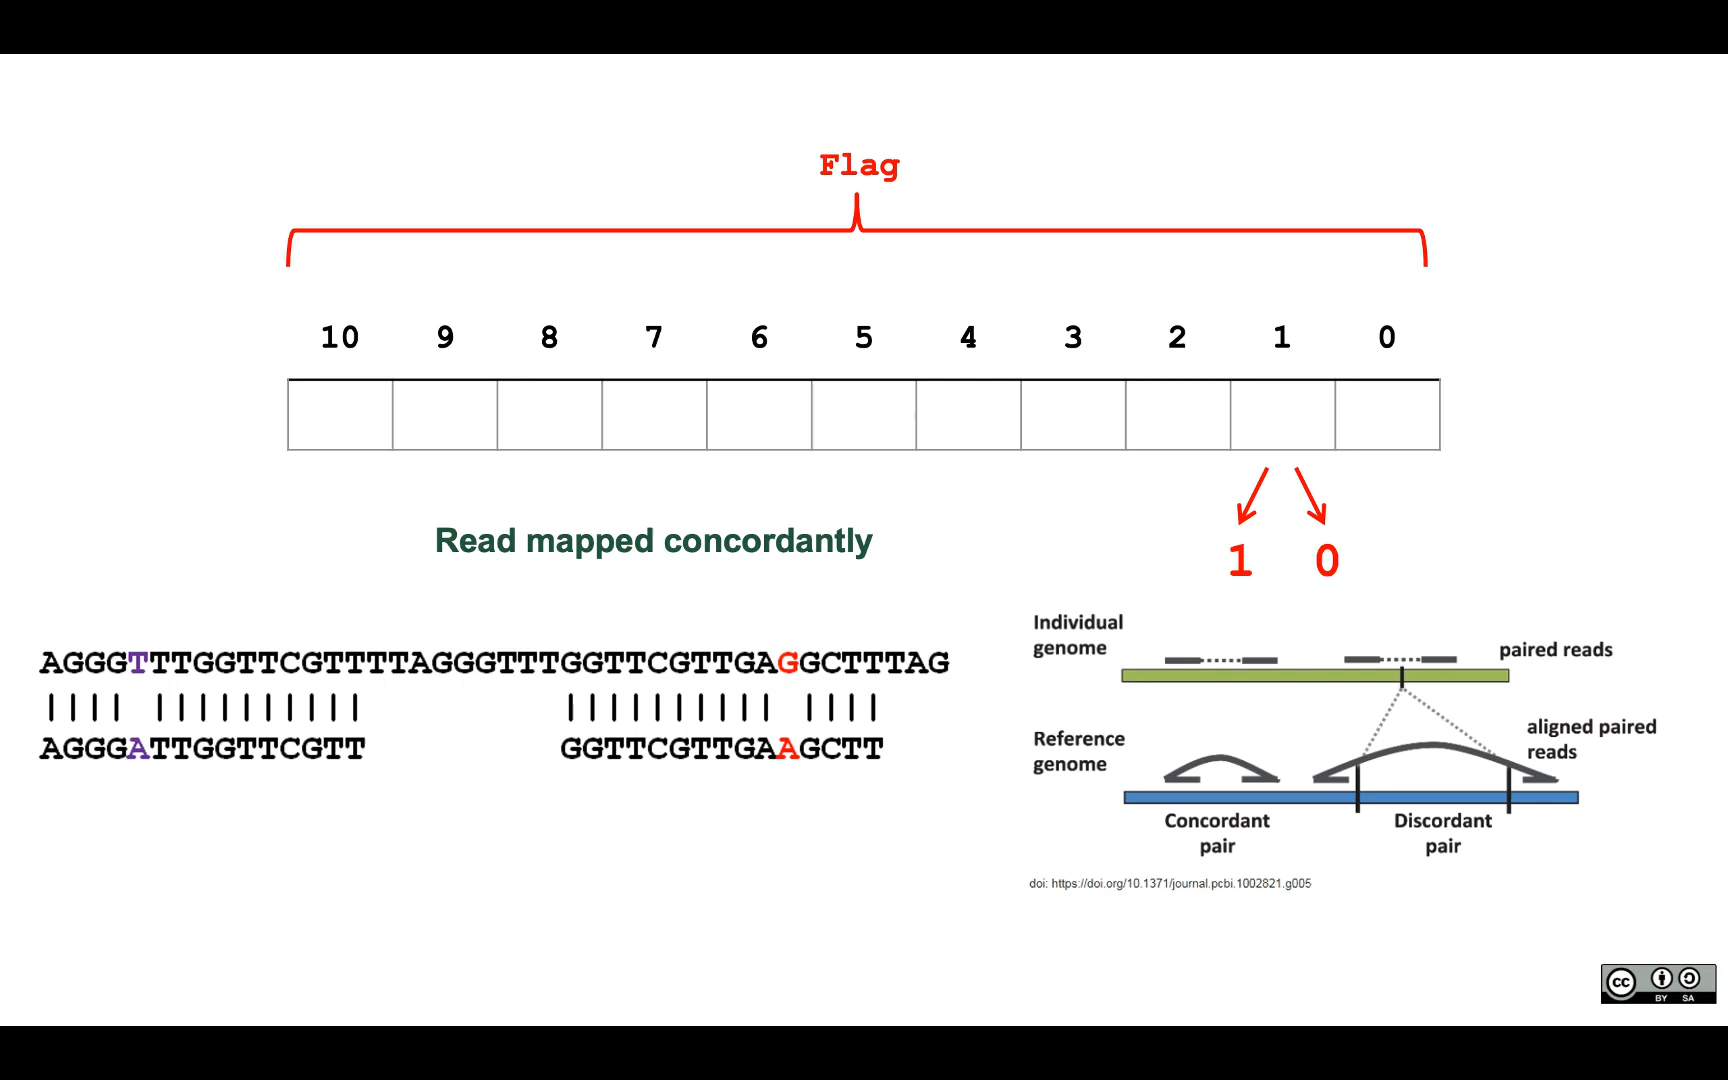 Flag
10 9 8 7 6 5 4 3 2 1 0
1 0
Read mapped concordantly
AGGGTTTGGTTCGTTTTAGGGTTTGGTTCGTTGAGGCTTTAG
AGGGATTGGTTCGTT GGTTCGTTGAAGCTT
Individual
genome
paired reads
Reference
genome
aligned paired
reads
Concordant
pair
Discordant
pair
doi: https://doi.org/10.1371/journal.pcbi.1002821.g005
cc
BY SA